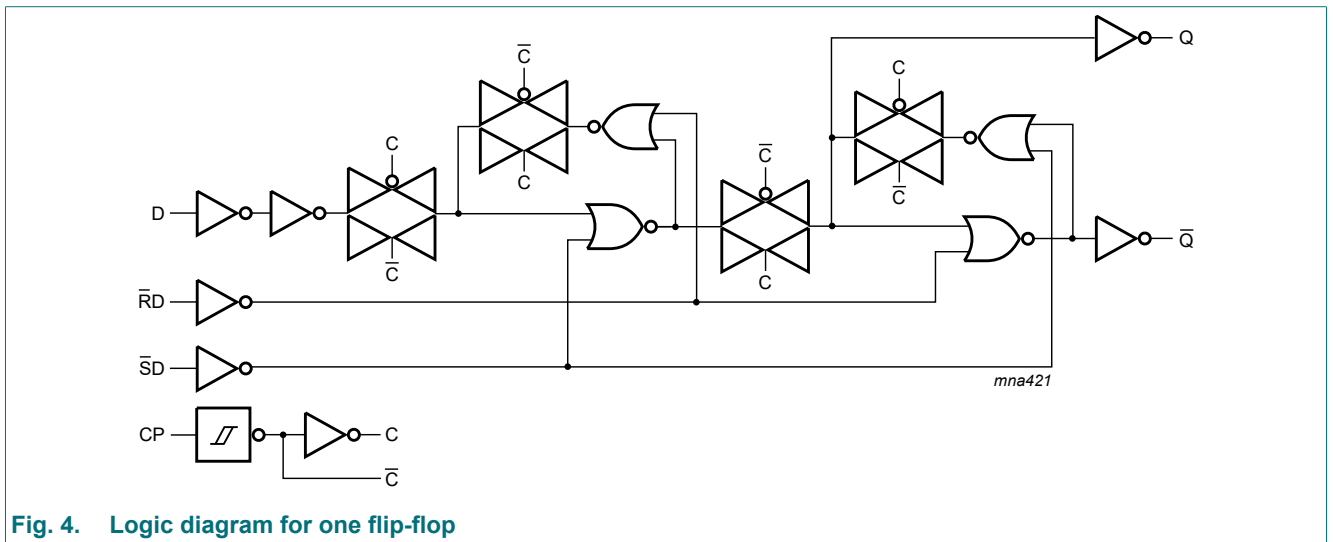 C̅
Q
C
C
C̅
C
C̅
D
C̅
C
Q̅
R̅D
S̅D
mna421
CP
C
C̅
Fig. 4. Logic diagram for one flip-flop